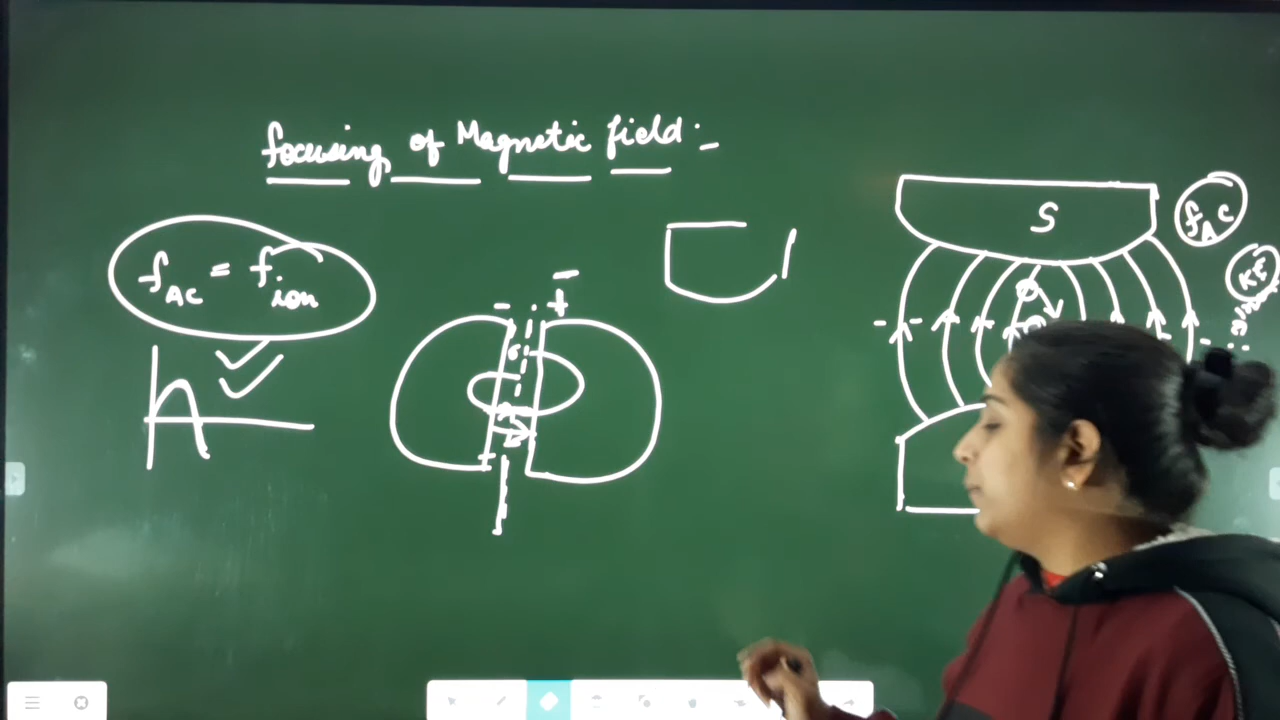 focusing of Magnetic field :-
f_AC = f_ion
- +
-
S
f_AC
KE